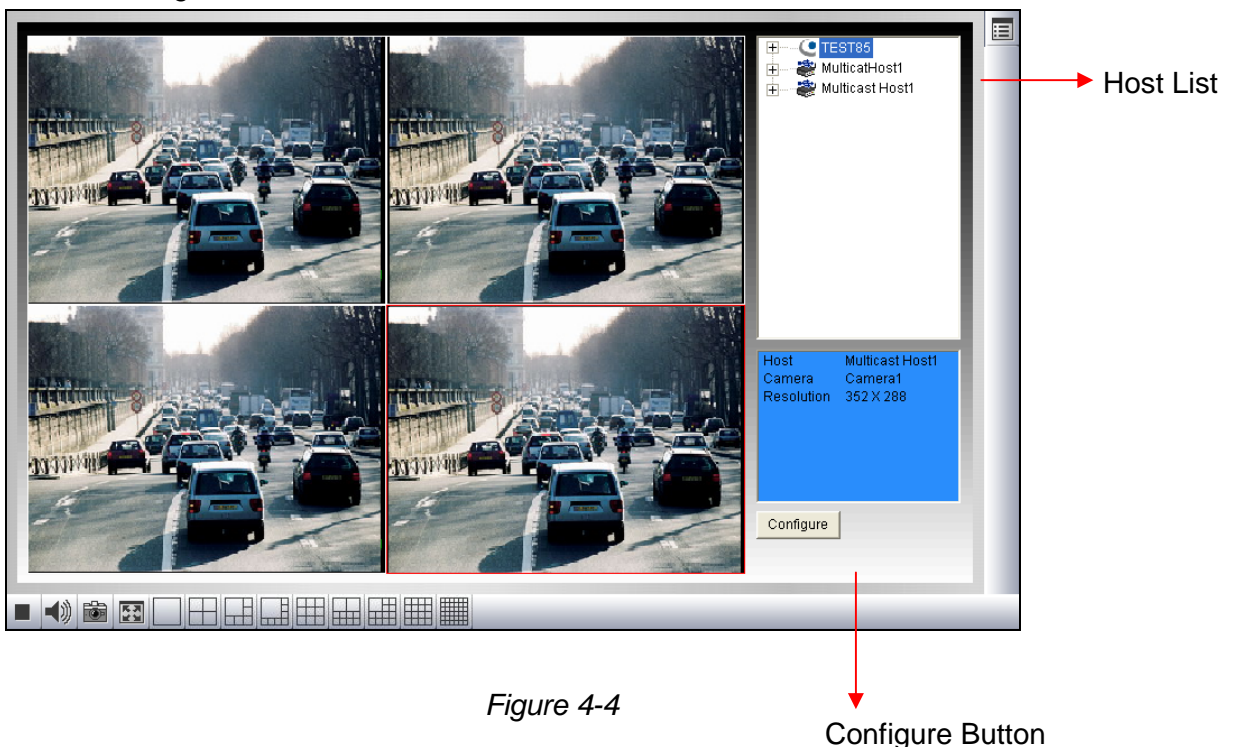 TEST85
MulticatHost1
Multicast Host1
Host List
Host Multicast Host1
Camera Camera1
Resolution 352 X 288
Configure
Figure 4-4
Configure Button